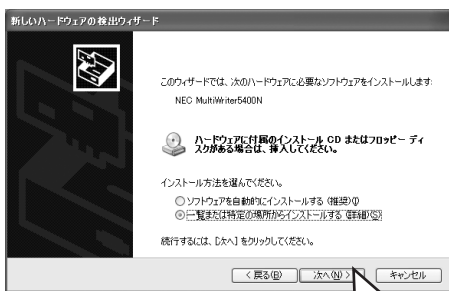 新しいハードウェアの検出ウィザード
このウィザードでは、次のハードウェアに必要なソフトウェアをインストールします:
NEC MultiWriter5400N
ハードウェアに付属のインストール CD またはフロッピー ディ
スクがある場合は、挿入してください。
インストール方法を選んでください。
ソフトウェアを自動的にインストールする (推奨)(I)
一覧または特定の場所からインストールする (詳細)(S)
続行するには、[次へ] をクリックしてください。
< 戻る(B) 次へ(N) > キャンセル